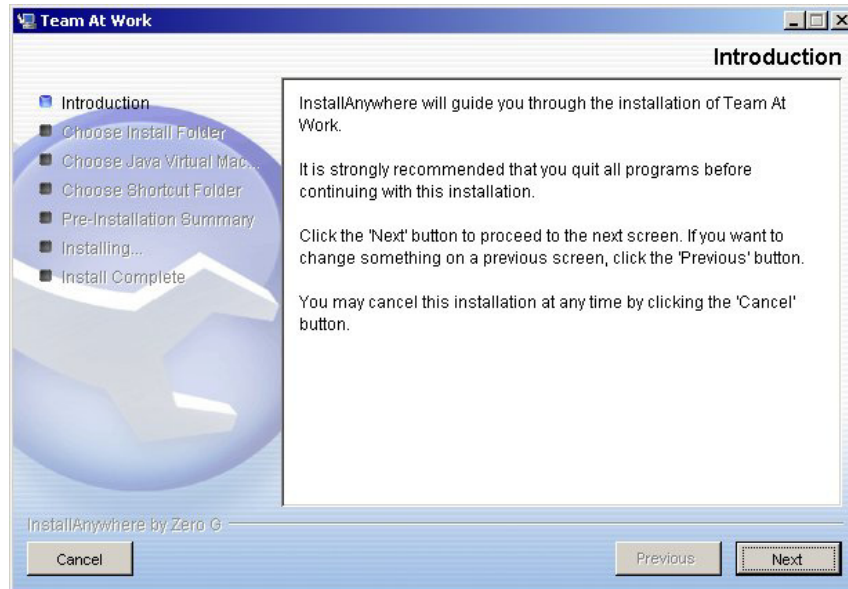 Team At Work
Introduction
Introduction
Choose Install Folder
Choose Java Virtual Mac...
Choose Shortcut Folder
Pre-Installation Summary
Installing...
Install Complete
InstallAnywhere will guide you through the installation of Team At
Work.
It is strongly recommended that you quit all programs before
continuing with this installation.
Click the 'Next' button to proceed to the next screen. If you want to
change something on a previous screen, click the 'Previous' button.
You may cancel this installation at any time by clicking the 'Cancel'
button.
InstallAnywhere by Zero G
Cancel
Previous
Next